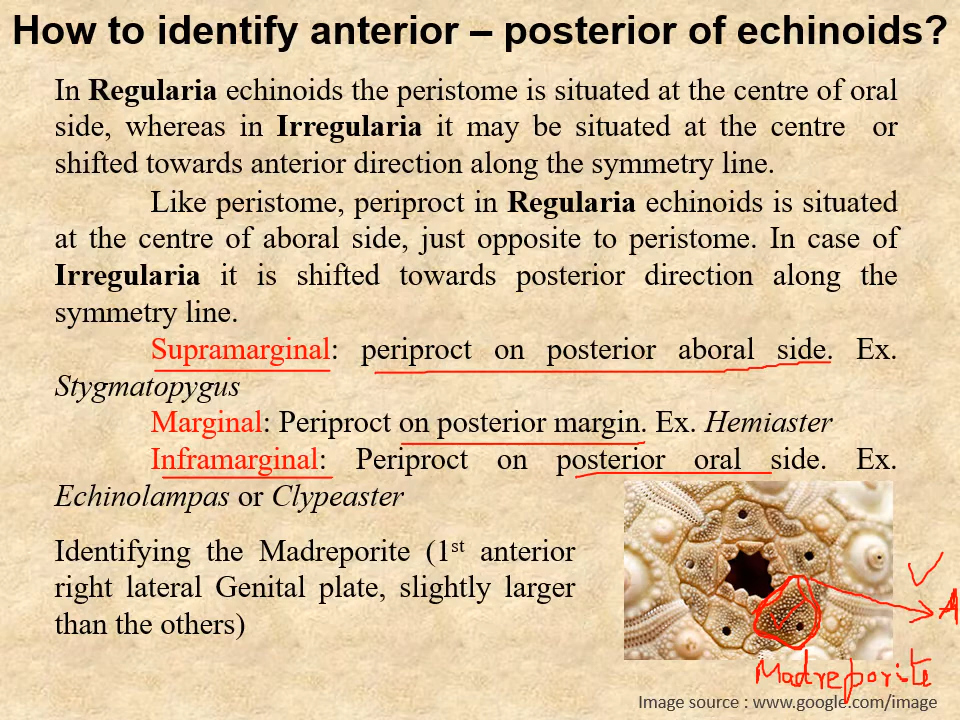 How to identify anterior – posterior of echinoids?
In Regularia echinoids the peristome is situated at the centre of oral
side, whereas in Irregularia it may be situated at the centre or
shifted towards anterior direction along the symmetry line.
Like peristome, periproct in Regularia echinoids is situated
at the centre of aboral side, just opposite to peristome. In case of
Irregularia it is shifted towards posterior direction along the
symmetry line.
Supramarginal: periproct on posterior aboral side. Ex.
Stygmatopygus
Marginal: Periproct on posterior margin. Ex. Hemiaster
Inframarginal: Periproct on posterior oral side. Ex.
Echinolampas or Clypeaster
Identifying the Madreporite (1st anterior
right lateral Genital plate, slightly larger
than the others)
A
Madreporite
Image source : www.google.com/image